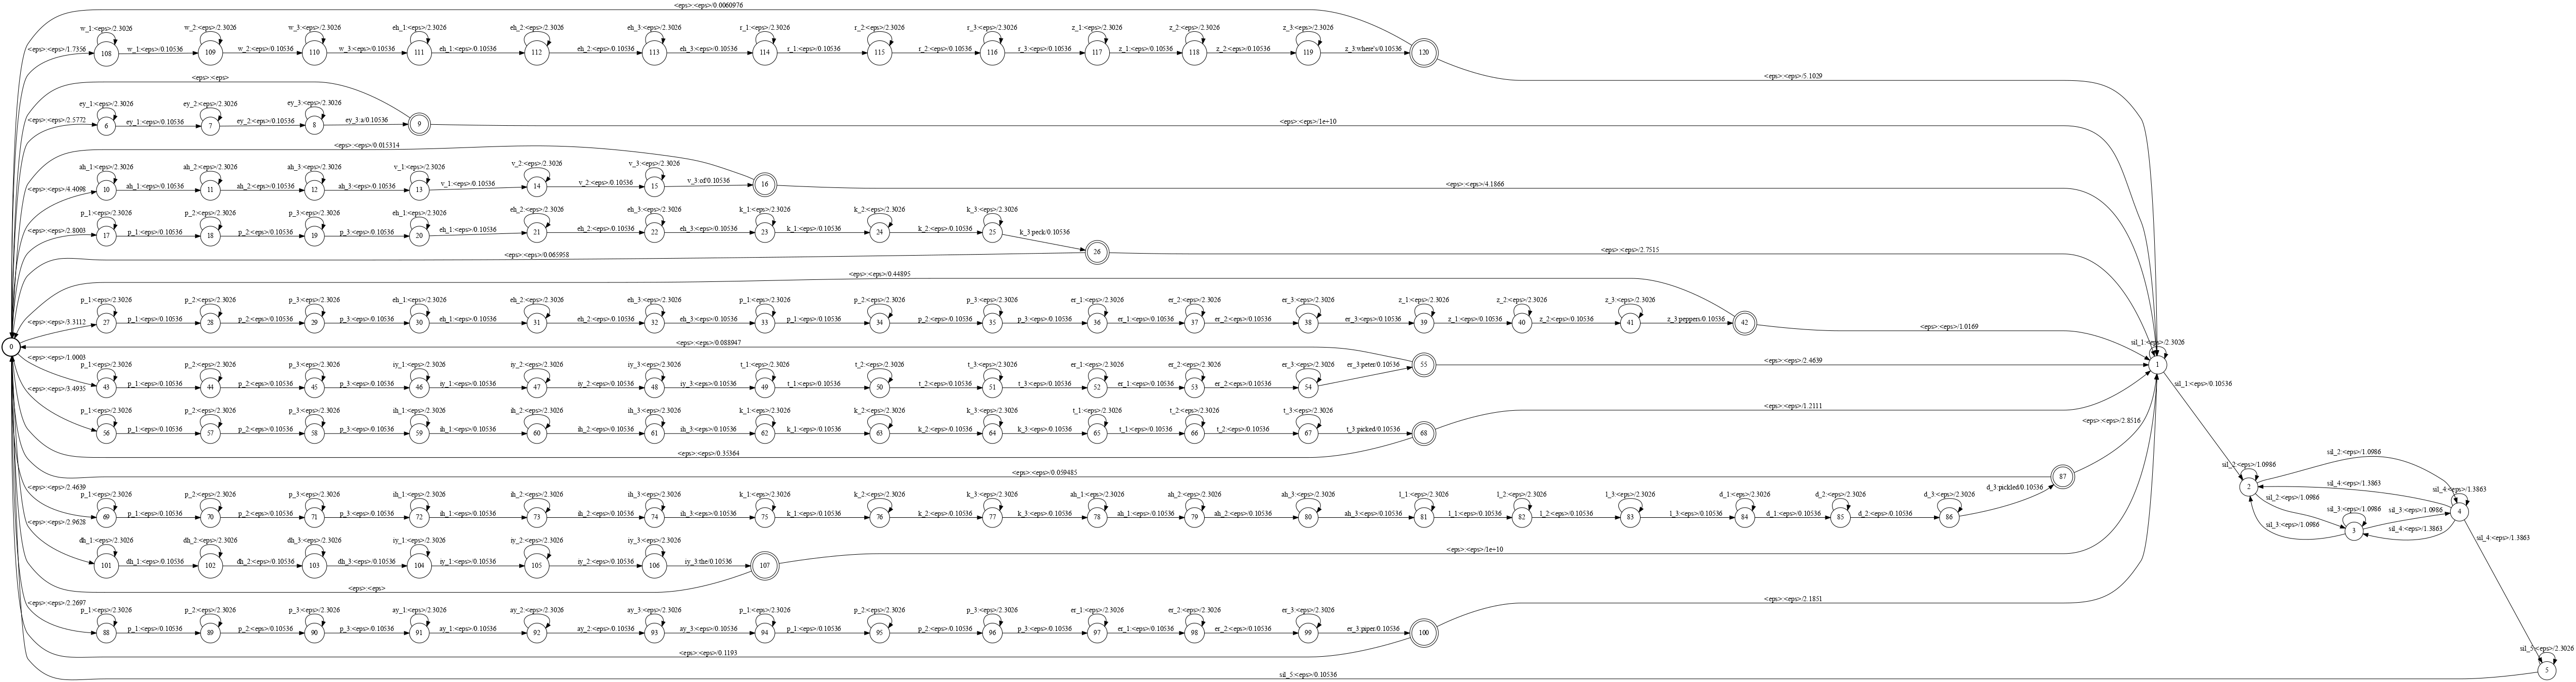 <eps>:<eps>/0.0060976
w_1:<eps>/2.3026 w_2:<eps>/2.3026 w_3:<eps>/2.3026 eh_1:<eps>/2.3026 eh_2:<eps>/2.3026 eh_3:<eps>/2.3026 r_1:<eps>/2.3026 r_2:<eps>/2.3026 r_3:<eps>/2.3026 z_1:<eps>/2.3026 z_2:<eps>/2.3026 z_3:<eps>/2.3026
<eps>:<eps>/1.7356 108 w_1:<eps>/0.10536 109 w_2:<eps>/0.10536 110 w_3:<eps>/0.10536 111 eh_1:<eps>/0.10536 112 eh_2:<eps>/0.10536 113 eh_3:<eps>/0.10536 114 r_1:<eps>/0.10536 115 r_2:<eps>/0.10536 116 r_3:<eps>/0.10536 117 z_1:<eps>/0.10536 118 z_2:<eps>/0.10536 119 z_3:where's/0.10536 120
<eps>:<eps> <eps>:<eps>/5.1029
ey_1:<eps>/2.3026 ey_2:<eps>/2.3026 ey_3:<eps>/2.3026
<eps>:<eps>/2.5772 6 ey_1:<eps>/0.10536 7 ey_2:<eps>/0.10536 8 ey_3:a/0.10536 9 <eps>:<eps>/1e+10
<eps>:<eps>/0.015314
ah_1:<eps>/2.3026 ah_2:<eps>/2.3026 ah_3:<eps>/2.3026 v_1:<eps>/2.3026 v_2:<eps>/2.3026 v_3:<eps>/2.3026
<eps>:<eps>/4.4098 10 ah_1:<eps>/0.10536 11 ah_2:<eps>/0.10536 12 ah_3:<eps>/0.10536 13 v_1:<eps>/0.10536 14 v_2:<eps>/0.10536 15 v_3:of/0.10536 16 <eps>:<eps>/4.1866
p_1:<eps>/2.3026 p_2:<eps>/2.3026 p_3:<eps>/2.3026 eh_1:<eps>/2.3026 eh_2:<eps>/2.3026 eh_3:<eps>/2.3026 k_1:<eps>/2.3026 k_2:<eps>/2.3026 k_3:<eps>/2.3026
<eps>:<eps>/2.8003 17 p_1:<eps>/0.10536 18 p_2:<eps>/0.10536 19 p_3:<eps>/0.10536 20 eh_1:<eps>/0.10536 21 eh_2:<eps>/0.10536 22 eh_3:<eps>/0.10536 23 k_1:<eps>/0.10536 24 k_2:<eps>/0.10536 25 k_3:peck/0.10536 26 <eps>:<eps>/2.7515
<eps>:<eps>/0.065958
<eps>:<eps>/0.44895
p_1:<eps>/2.3026 p_2:<eps>/2.3026 p_3:<eps>/2.3026 eh_1:<eps>/2.3026 eh_2:<eps>/2.3026 eh_3:<eps>/2.3026 p_1:<eps>/2.3026 p_2:<eps>/2.3026 p_3:<eps>/2.3026 er_1:<eps>/2.3026 er_2:<eps>/2.3026 er_3:<eps>/2.3026 z_1:<eps>/2.3026 z_2:<eps>/2.3026 z_3:<eps>/2.3026
<eps>:<eps>/3.3112 27 p_1:<eps>/0.10536 28 p_2:<eps>/0.10536 29 p_3:<eps>/0.10536 30 eh_1:<eps>/0.10536 31 eh_2:<eps>/0.10536 32 eh_3:<eps>/0.10536 33 p_1:<eps>/0.10536 34 p_2:<eps>/0.10536 35 p_3:<eps>/0.10536 36 er_1:<eps>/0.10536 37 er_2:<eps>/0.10536 38 er_3:<eps>/0.10536 39 z_1:<eps>/0.10536 40 z_2:<eps>/0.10536 41 z_3:peppers/0.10536 42 <eps>:<eps>/1.0169
0 <eps>:<eps>/0.088947 sil_1:<eps>/2.3026
<eps>:<eps>/1.0003 p_1:<eps>/2.3026 p_2:<eps>/2.3026 p_3:<eps>/2.3026 iy_1:<eps>/2.3026 iy_2:<eps>/2.3026 iy_3:<eps>/2.3026 t_1:<eps>/2.3026 t_2:<eps>/2.3026 t_3:<eps>/2.3026 er_1:<eps>/2.3026 er_2:<eps>/2.3026 er_3:<eps>/2.3026 er_3:peter/0.10536 55 <eps>:<eps>/2.4639 1
43 p_1:<eps>/0.10536 44 p_2:<eps>/0.10536 45 p_3:<eps>/0.10536 46 iy_1:<eps>/0.10536 47 iy_2:<eps>/0.10536 48 iy_3:<eps>/0.10536 49 t_1:<eps>/0.10536 50 t_2:<eps>/0.10536 51 t_3:<eps>/0.10536 52 er_1:<eps>/0.10536 53 er_2:<eps>/0.10536 54 sil_1:<eps>/0.10536
<eps>:<eps>/3.4935 <eps>:<eps>/1.2111
p_1:<eps>/2.3026 p_2:<eps>/2.3026 p_3:<eps>/2.3026 ih_1:<eps>/2.3026 ih_2:<eps>/2.3026 ih_3:<eps>/2.3026 k_1:<eps>/2.3026 k_2:<eps>/2.3026 k_3:<eps>/2.3026 t_1:<eps>/2.3026 t_2:<eps>/2.3026 t_3:<eps>/2.3026 <eps>:<eps>/2.8516
56 p_1:<eps>/0.10536 57 p_2:<eps>/0.10536 58 p_3:<eps>/0.10536 59 ih_1:<eps>/0.10536 60 ih_2:<eps>/0.10536 61 ih_3:<eps>/0.10536 62 k_1:<eps>/0.10536 63 k_2:<eps>/0.10536 64 k_3:<eps>/0.10536 65 t_1:<eps>/0.10536 66 t_2:<eps>/0.10536 67 t_3:picked/0.10536 68
<eps>:<eps>/0.35364 sil_2:<eps>/1.0986
<eps>:<eps>/0.059485 87 sil_2:<eps>/1.0986
<eps>:<eps>/2.4639 d_3:pickled/0.10536 2 sil_4:<eps>/1.3863 sil_4:<eps>/1.3863
p_1:<eps>/2.3026 p_2:<eps>/2.3026 p_3:<eps>/2.3026 ih_1:<eps>/2.3026 ih_2:<eps>/2.3026 ih_3:<eps>/2.3026 k_1:<eps>/2.3026 k_2:<eps>/2.3026 k_3:<eps>/2.3026 ah_1:<eps>/2.3026 ah_2:<eps>/2.3026 ah_3:<eps>/2.3026 l_1:<eps>/2.3026 l_2:<eps>/2.3026 l_3:<eps>/2.3026 d_1:<eps>/2.3026 d_2:<eps>/2.3026 d_3:<eps>/2.3026 sil_2:<eps>/1.0986 sil_3:<eps>/1.0986 sil_3:<eps>/1.0986 4
69 p_1:<eps>/0.10536 70 p_2:<eps>/0.10536 71 p_3:<eps>/0.10536 72 ih_1:<eps>/0.10536 73 ih_2:<eps>/0.10536 74 ih_3:<eps>/0.10536 75 k_1:<eps>/0.10536 76 k_2:<eps>/0.10536 77 k_3:<eps>/0.10536 78 ah_1:<eps>/0.10536 79 ah_2:<eps>/0.10536 80 ah_3:<eps>/0.10536 81 l_1:<eps>/0.10536 82 l_2:<eps>/0.10536 83 l_3:<eps>/0.10536 84 d_1:<eps>/0.10536 85 d_2:<eps>/0.10536 86 sil_3:<eps>/1.0986 3 sil_4:<eps>/1.3863
<eps>:<eps>/2.9628 sil_4:<eps>/1.3863
dh_1:<eps>/2.3026 dh_2:<eps>/2.3026 dh_3:<eps>/2.3026 iy_1:<eps>/2.3026 iy_2:<eps>/2.3026 iy_3:<eps>/2.3026 <eps>:<eps>/1e+10
101 dh_1:<eps>/0.10536 102 dh_2:<eps>/0.10536 103 dh_3:<eps>/0.10536 104 iy_1:<eps>/0.10536 105 iy_2:<eps>/0.10536 106 iy_3:the/0.10536 107
<eps>:<eps>
<eps>:<eps>/2.2697 <eps>:<eps>/2.1851
p_1:<eps>/2.3026 p_2:<eps>/2.3026 p_3:<eps>/2.3026 ay_1:<eps>/2.3026 ay_2:<eps>/2.3026 ay_3:<eps>/2.3026 p_1:<eps>/2.3026 p_2:<eps>/2.3026 p_3:<eps>/2.3026 er_1:<eps>/2.3026 er_2:<eps>/2.3026 er_3:<eps>/2.3026
88 p_1:<eps>/0.10536 89 p_2:<eps>/0.10536 90 p_3:<eps>/0.10536 91 ay_1:<eps>/0.10536 92 ay_2:<eps>/0.10536 93 ay_3:<eps>/0.10536 94 p_1:<eps>/0.10536 95 p_2:<eps>/0.10536 96 p_3:<eps>/0.10536 97 er_1:<eps>/0.10536 98 er_2:<eps>/0.10536 99 er_3:piper/0.10536 100
<eps>:<eps>/0.1193 sil_5:<eps>/2.3026
sil_5:<eps>/0.10536 5